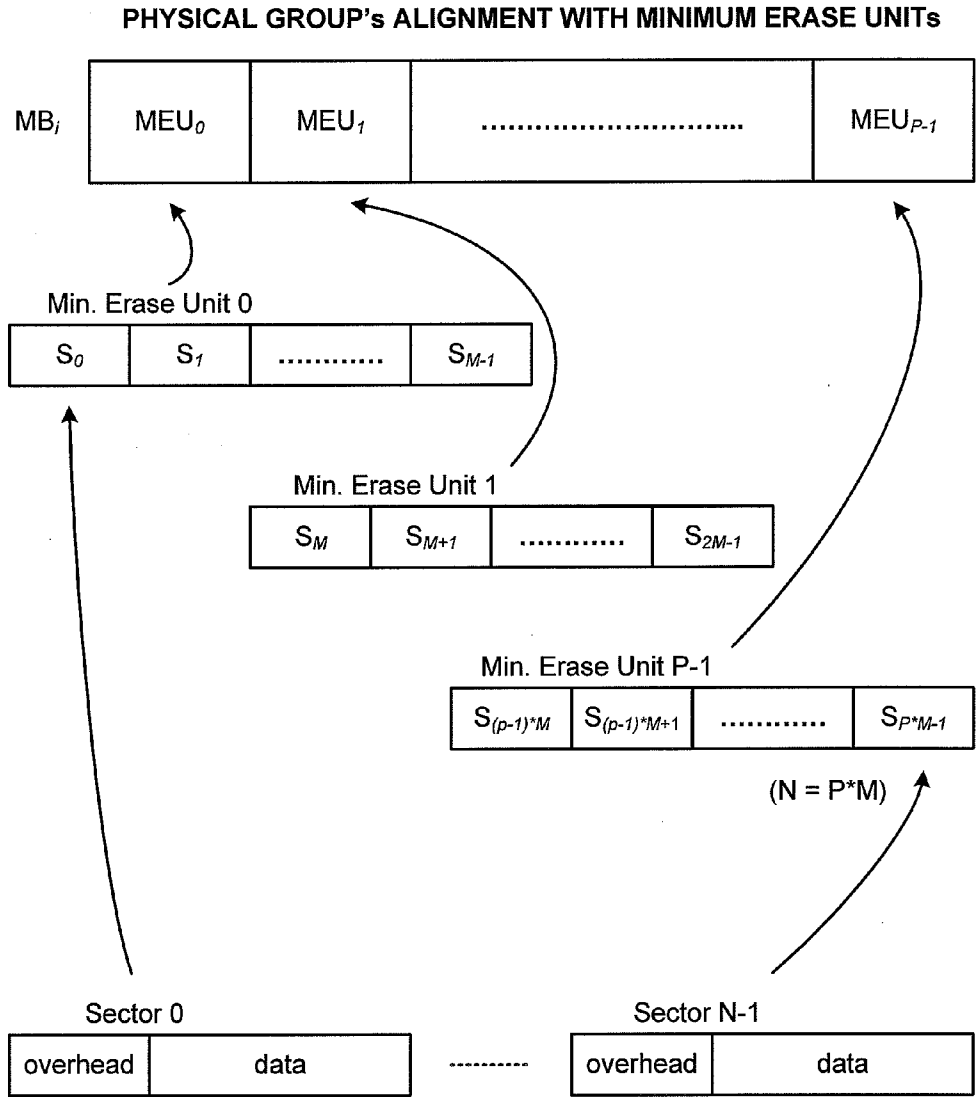 PHYSICAL GROUP's ALIGNMENT WITH MINIMUM ERASE UNITs
MBi MEU0 MEU1 .............................. MEUP-1
Min. Erase Unit 0
S0 S1 ............ SM-1
Min. Erase Unit 1
SM SM+1 ............ S2M-1
Min. Erase Unit P-1
S(p-1)*M S(p-1)*M+1 ............ SP*M-1
(N = P*M)
Sector 0 Sector N-1
overhead data ............ overhead data